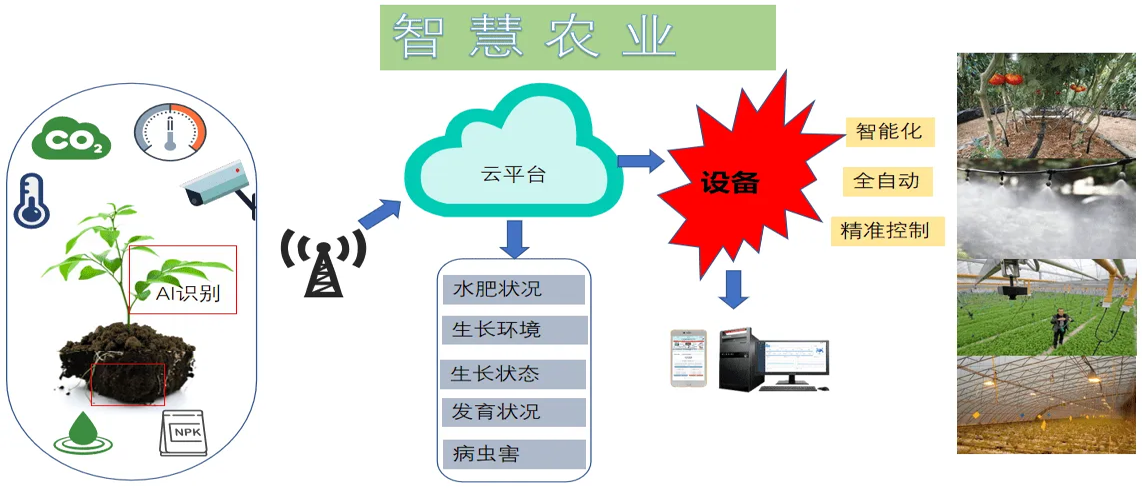 智慧农业
CO₂
AI识别
NPK
云平台
水肥状况
生长环境
生长状态
发育状况
病虫害
设备
智能化
全自动
精准控制